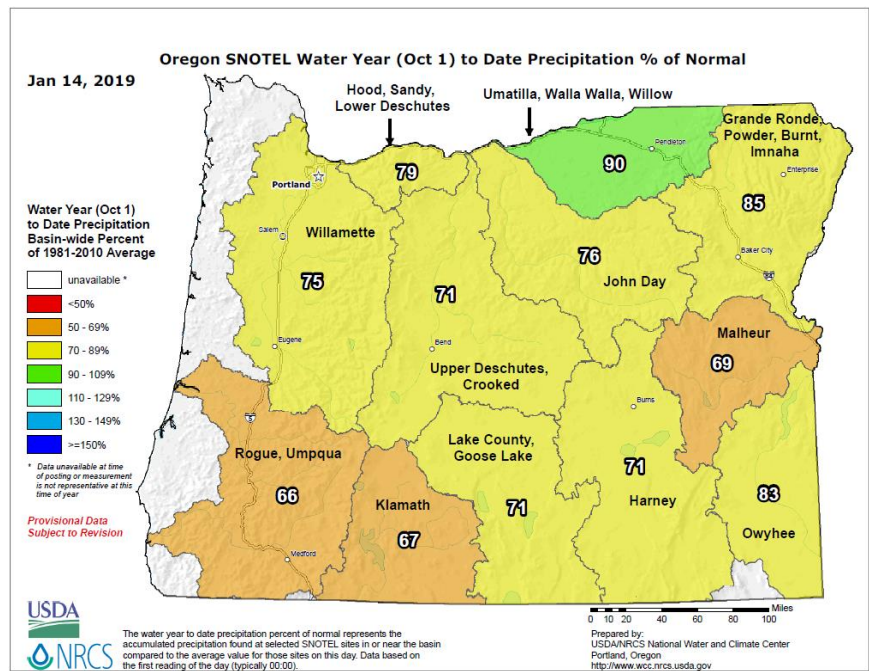 Oregon SNOTEL Water Year (Oct 1) to Date Precipitation % of Normal
Jan 14, 2019
Hood, Sandy,
Lower Deschutes
Umatilla, Walla Walla, Willow
Grande Ronde,
Powder, Burnt,
Imnaha
Pendleton
Enterprise
90
79
85
Portland
Water Year (Oct 1)
to Date Precipitation
Basin-wide Percent
of 1981-2010 Average
unavailable *
<50%
50 - 69%
70 - 89%
90 - 109%
110 - 129%
130 - 149%
>=150%
* Data unavailable at time
of posting or measurement
is not representative at this
time of year
Provisional Data
Subject to Revision
Salem
Willamette
75
Eugene
71
Bend
Upper Deschutes,
Crooked
76
John Day
Baker City
84
Malheur
69
Burns
Lake County,
Goose Lake
71
71
Harney
83
Owyhee
5
Rogue, Umpqua
66
Medford
Klamath
67
Miles
0 10 20 40 60 80 100
USDA
NRCS
The water year to date precipitation percent of normal represents the
accumulated precipitation found at selected SNOTEL sites in or near the basin
compared to the average value for those sites on this day. Data based on
the first reading of the day (typically 00:00).
Prepared by:
USDA/NRCS National Water and Climate Center
Portland, Oregon
http://www.wcc.nrcs.usda.gov